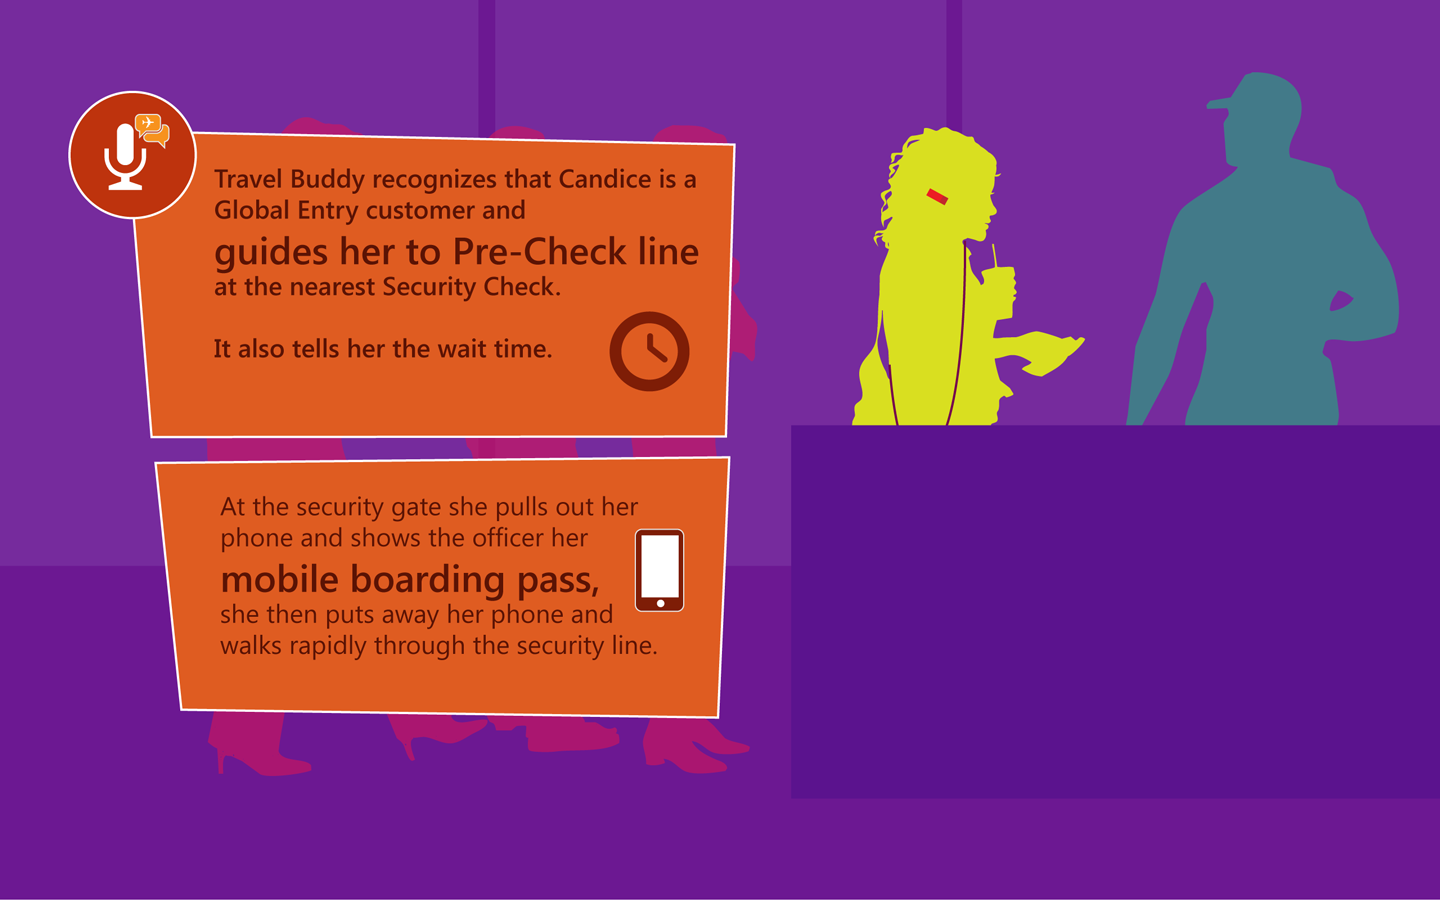 Travel Buddy recognizes that Candice is a
Global Entry customer and
guides her to Pre-Check line
at the nearest Security Check.
It also tells her the wait time.
At the security gate she pulls out her
phone and shows the officer her
mobile boarding pass,
she then puts away her phone and
walks rapidly through the security line.